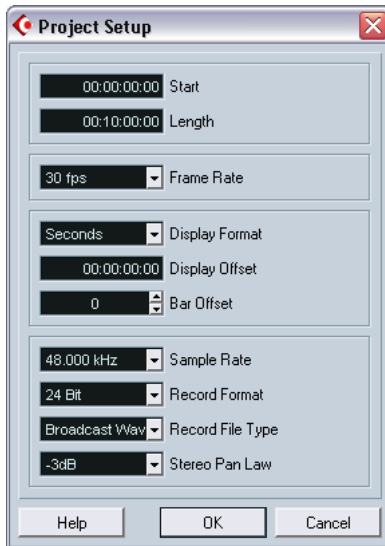 Project Setup
00:00:00:00 Start
00:10:00:00 Length
30 fps Frame Rate
Seconds Display Format
00:00:00:00 Display Offset
0 Bar Offset
48.000 kHz Sample Rate
24 Bit Record Format
Broadcast Wav Record File Type
-3dB Stereo Pan Law
Help OK Cancel